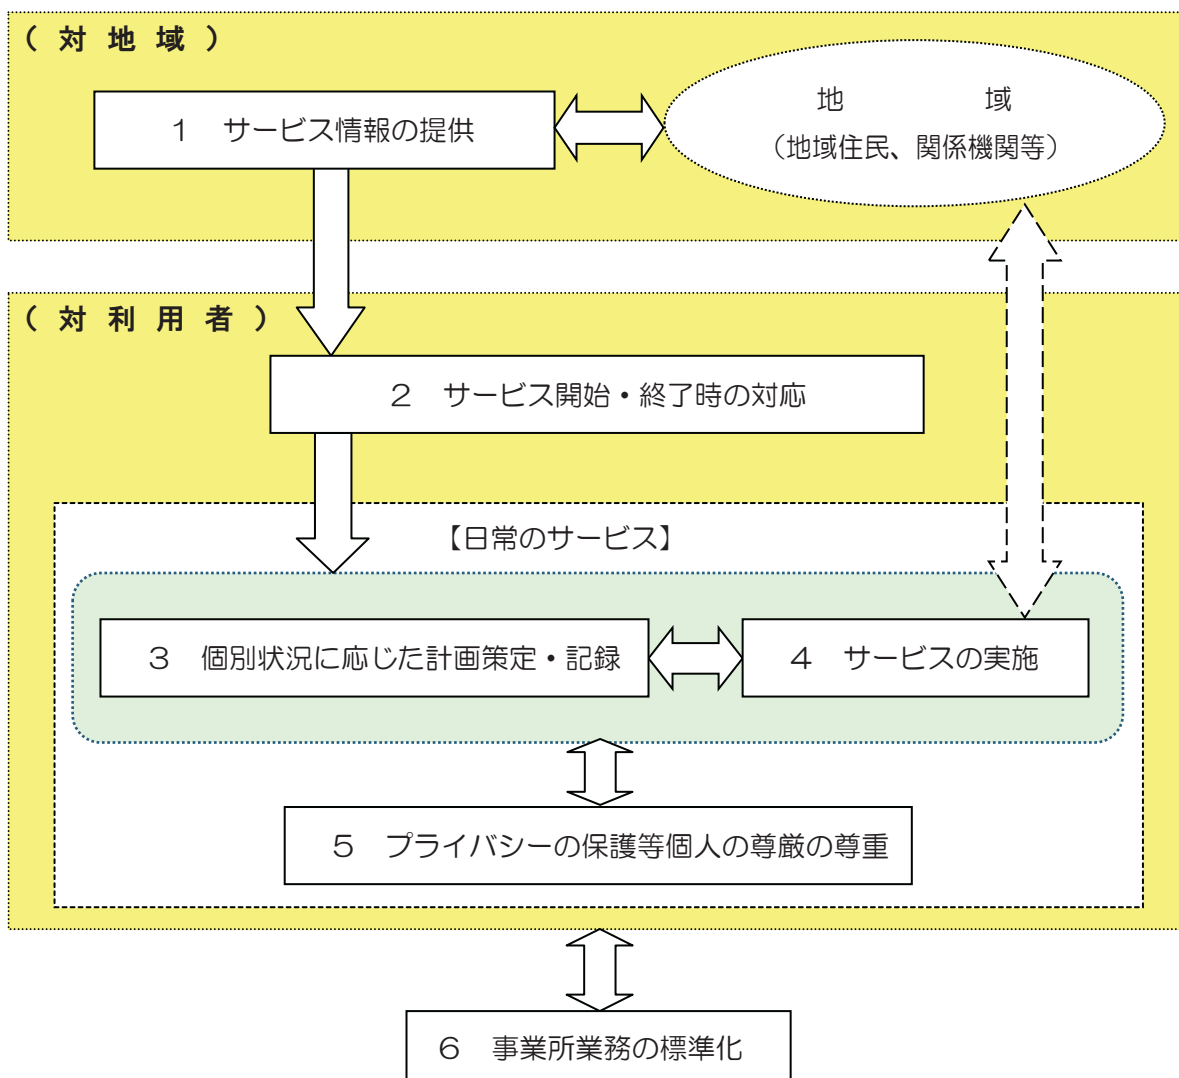 （対地域）
地　　域
１　サービス情報の提供
（地域住民、関係機関等）
（対利用者）
２　サービス開始・終了時の対応
【日常のサービス】
３　個別状況に応じた計画策定・記録
４　サービスの実施
５　プライバシーの保護等個人の尊厳の尊重
６　事業所業務の標準化